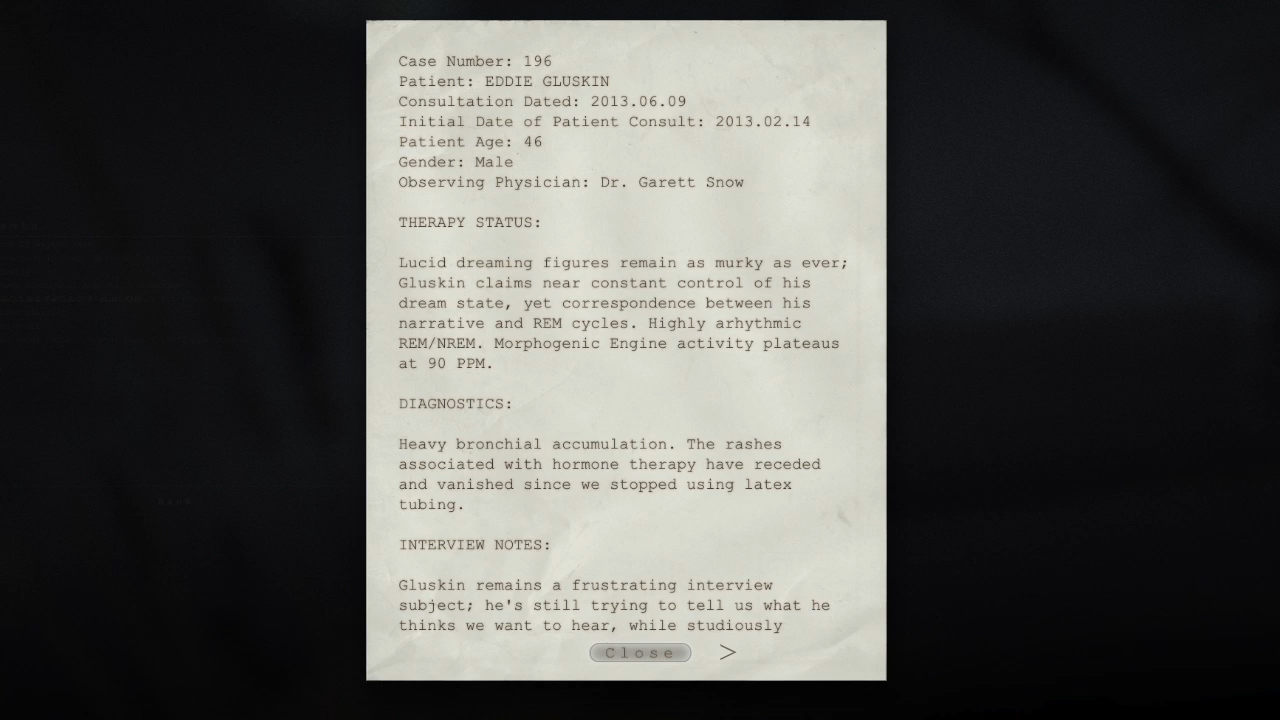 Case Number: 196
Patient: EDDIE GLUSKIN
Consultation Dated: 2013.06.09
Initial Date of Patient Consult: 2013.02.14
Patient Age: 46
Gender: Male
Observing Physician: Dr. Garett Snow
THERAPY STATUS:
Lucid dreaming figures remain as murky as ever;
Gluskin claims near constant control of his
dream state, yet correspondence between his
narrative and REM cycles. Highly arhythmic
REM/NREM. Morphogenic Engine activity plateaus
at 90 PPM.
DIAGNOSTICS:
Heavy bronchial accumulation. The rashes
associated with hormone therapy have receded
and vanished since we stopped using latex
tubing.
INTERVIEW NOTES:
Gluskin remains a frustrating interview
subject; he's still trying to tell us what he
thinks we want to hear, while studiously
Close >